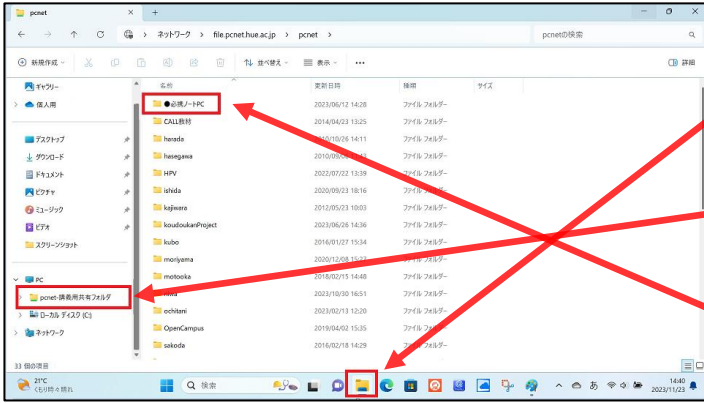 pcnet
ネットワーク > file.pcnet.hue.ac.jp > pcnet >
pcnetの検索
新規作成
並べ替え
表示
詳細
ギャラリー
個人用
デスクトップ
ダウンロード
ドキュメント
ピクチャ
ミュージック
ビデオ
スクリーンショット
PC
pcnet-講義用共有フォルダ
ローカル ディスク (C:)
ネットワーク
名前 更新日時 種類 サイズ
●必携ノートPC 2023/06/12 14:28 ファイル フォルダー
CALL教材 2014/04/23 13:25 ファイル フォルダー
harada 2010/10/26 14:11 ファイル フォルダー
hasegawa ファイル フォルダー
HPV 2022/07/22 13:39 ファイル フォルダー
ishida 2020/09/23 18:16 ファイル フォルダー
kajiwara 2012/05/23 10:03 ファイル フォルダー
koudoukanProject 2023/06/26 14:36 ファイル フォルダー
kubo 2016/01/27 15:34 ファイル フォルダー
moriyama ファイル フォルダー
motooka 2018/02/15 14:48 ファイル フォルダー
2023/10/30 16:51 ファイル フォルダー
ochitani 2023/02/13 12:20 ファイル フォルダー
OpenCampus 2019/04/02 15:35 ファイル フォルダー
sakoda 2016/02/18 14:29 ファイル フォルダー
33 個の項目
21°C
くもり時々晴れ
検索
あ
14:40
2023/11/23